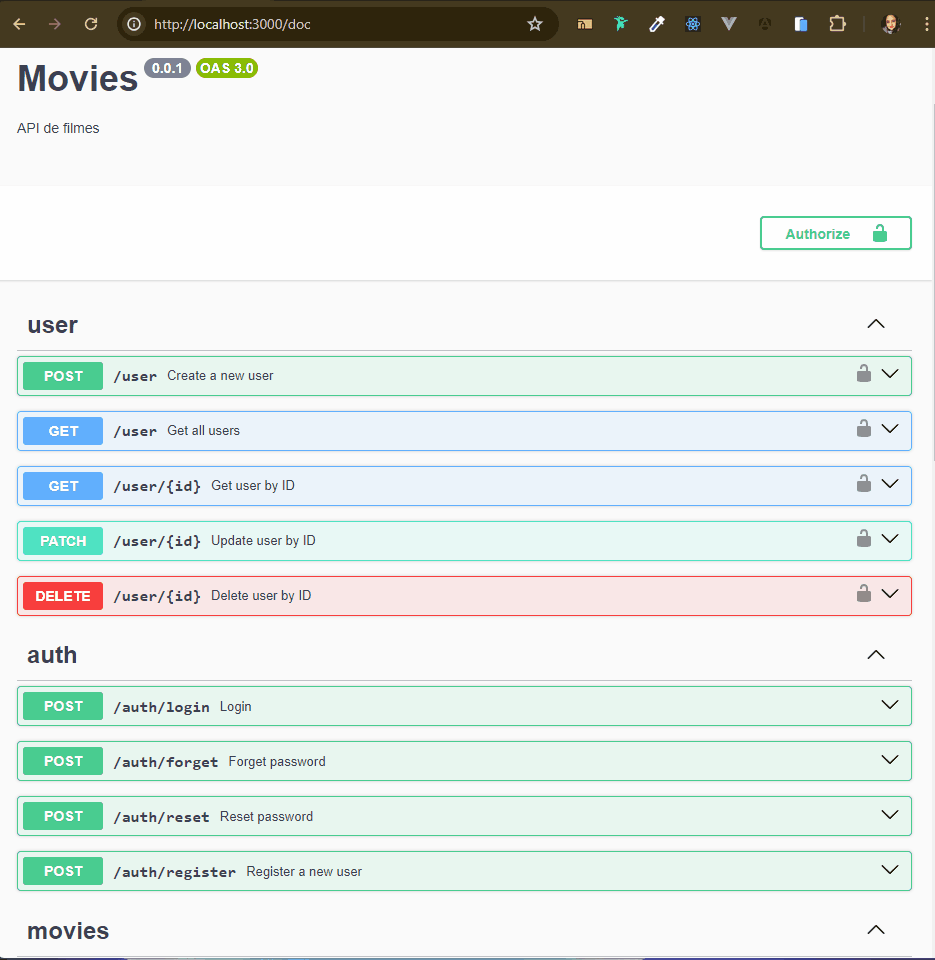 http://localhost:3000/doc
Movies 0.0.1 OAS 3.0
API de filmes
Authorize
user
POST /user Create a new user
GET /user Get all users
GET /user/{id} Get user by ID
PATCH /user/{id} Update user by ID
DELETE /user/{id} Delete user by ID
auth
POST /auth/login Login
POST /auth/forget Forget password
POST /auth/reset Reset password
POST /auth/register Register a new user
movies